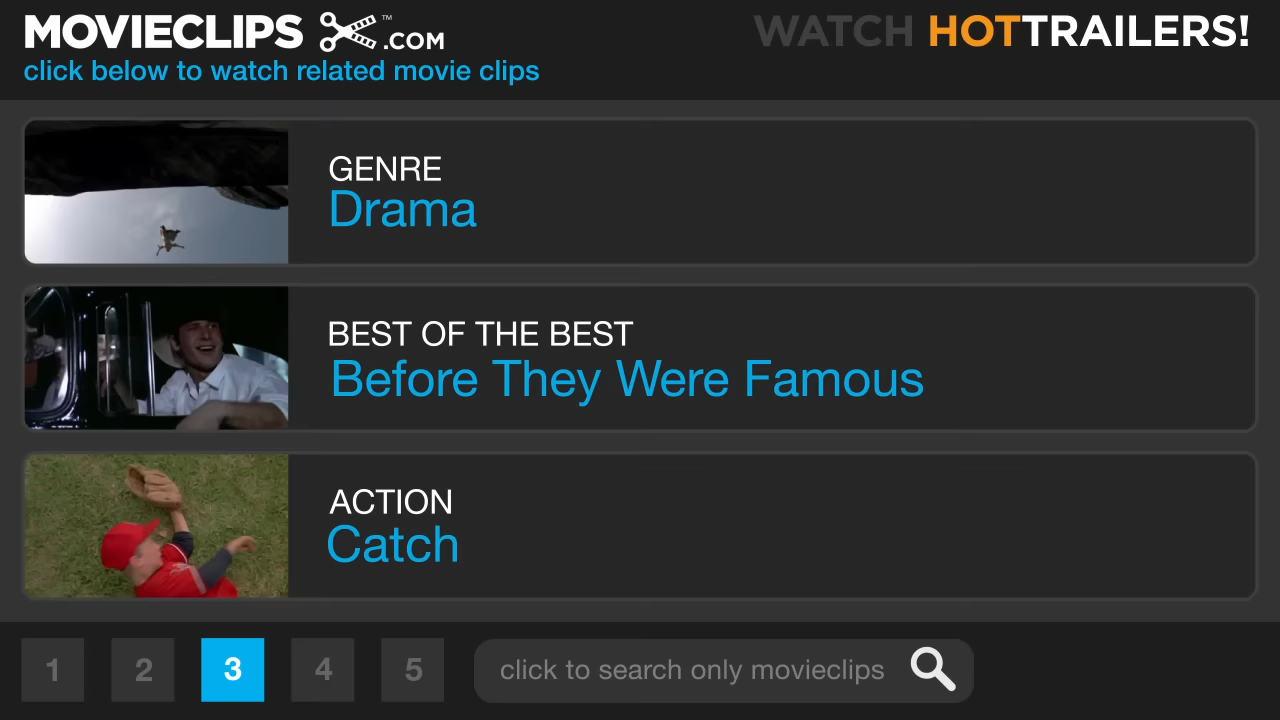 MOVIECLIPS ™ .COM
WATCH HOTTRAILERS!
click below to watch related movie clips
GENRE
Drama
BEST OF THE BEST
Before They Were Famous
ACTION
Catch
1 2 3 4 5
click to search only movieclips